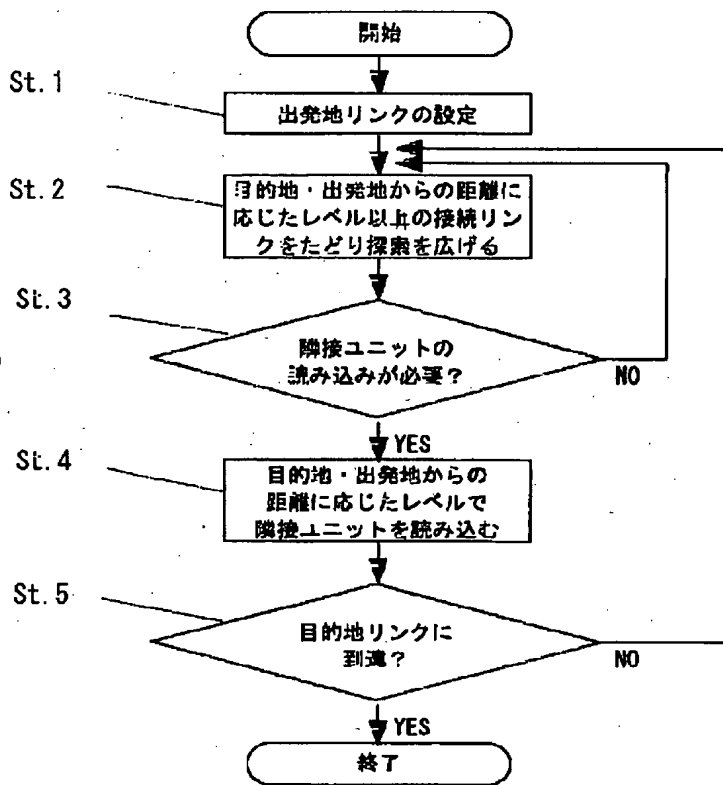 開始
St. 1
出発地リンクの設定
St. 2
目的地・出発地からの距離に
応じたレベル以上の接続リン
クをたどり探索を広げる
St. 3
隣接ユニットの
読み込みが必要？
NO
YES
St. 4
目的地・出発地からの
距離に応じたレベルで
隣接ユニットを読み込む
St. 5
目的地リンクに
到達？
NO
YES
終了